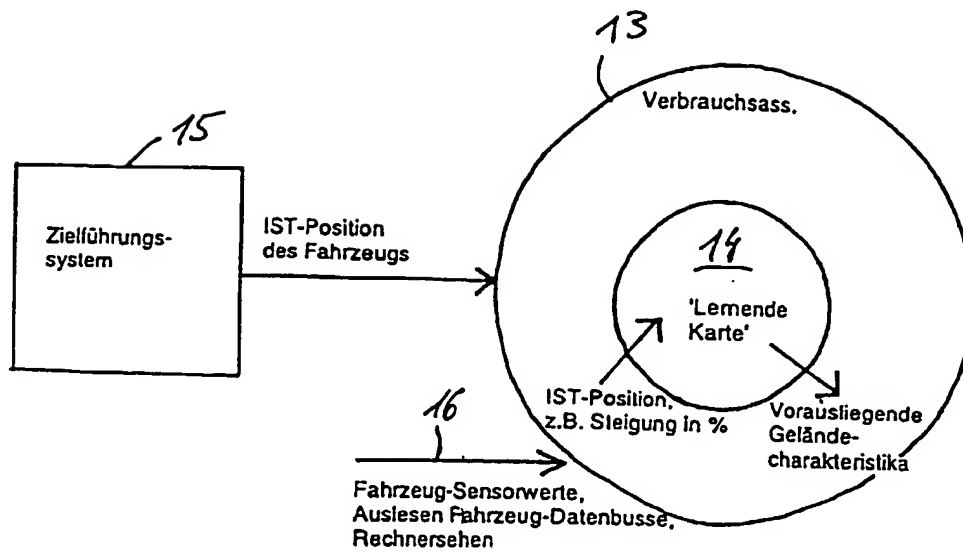 13
Verbrauchsass.
15
Zielführungs-
system
IST-Position
des Fahrzeugs
14
'Lernende
Karte'
IST-Position,
z.B. Steigung in %
Vorausliegende
Gelände-
charakteristika
16
Fahrzeug-Sensorwerte,
Auslesen Fahrzeug-Datenbusse,
Rechnersehen